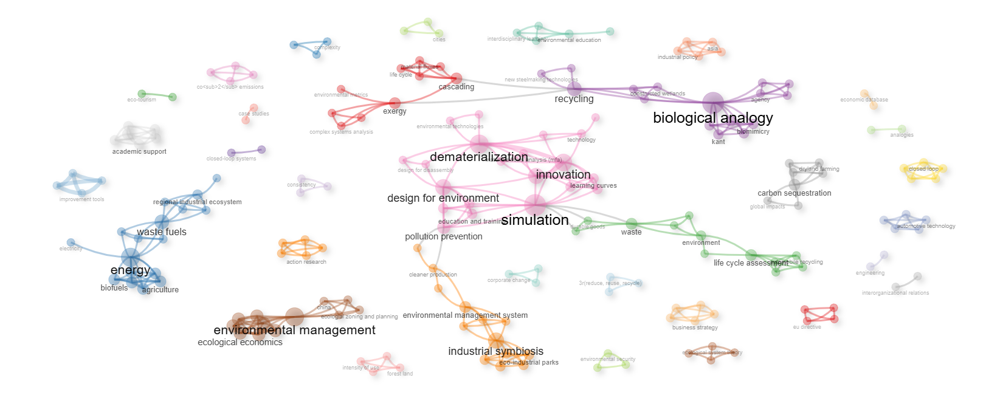 cities
interdisciplinary learning
environmental education
complexity
asia
industrial policy
material fluxes
life cycle
co<sub>2</sub> emissions
new steelmaking technologies
cascading
environmental metrics
recycling
constructed wetlands
agency
economic database
eco-tourism
exergy
case studies
biological analogy
environmental technologies
complex systems analysis
biomimicry
analogies
kant
technology
academic support
closed-loop systems
dematerialization
analysis (mfa)
design for disassembly
dryland farming
closed loop
innovation
consistency
learning curves
carbon sequestration
improvement tools
design for environment
regional industrial ecosystem
global impacts
simulation
education and training
durable goods
automotive technology
waste fuels
waste
pollution prevention
environment
electricity
action research
life cycle assessment
mobile recycling
energy
cleaner production
engineering
corporate change
3r(reduce, reuse, recycle)
biofuels
agriculture
interorganizational relations
china
environmental management system
ecologial zoning and planning
business strategy
eu directive
environmental management
ecological economics
industrial symbiosis
ecological system theory
environmental security
eco-industrial parks
intensity of use
forest land